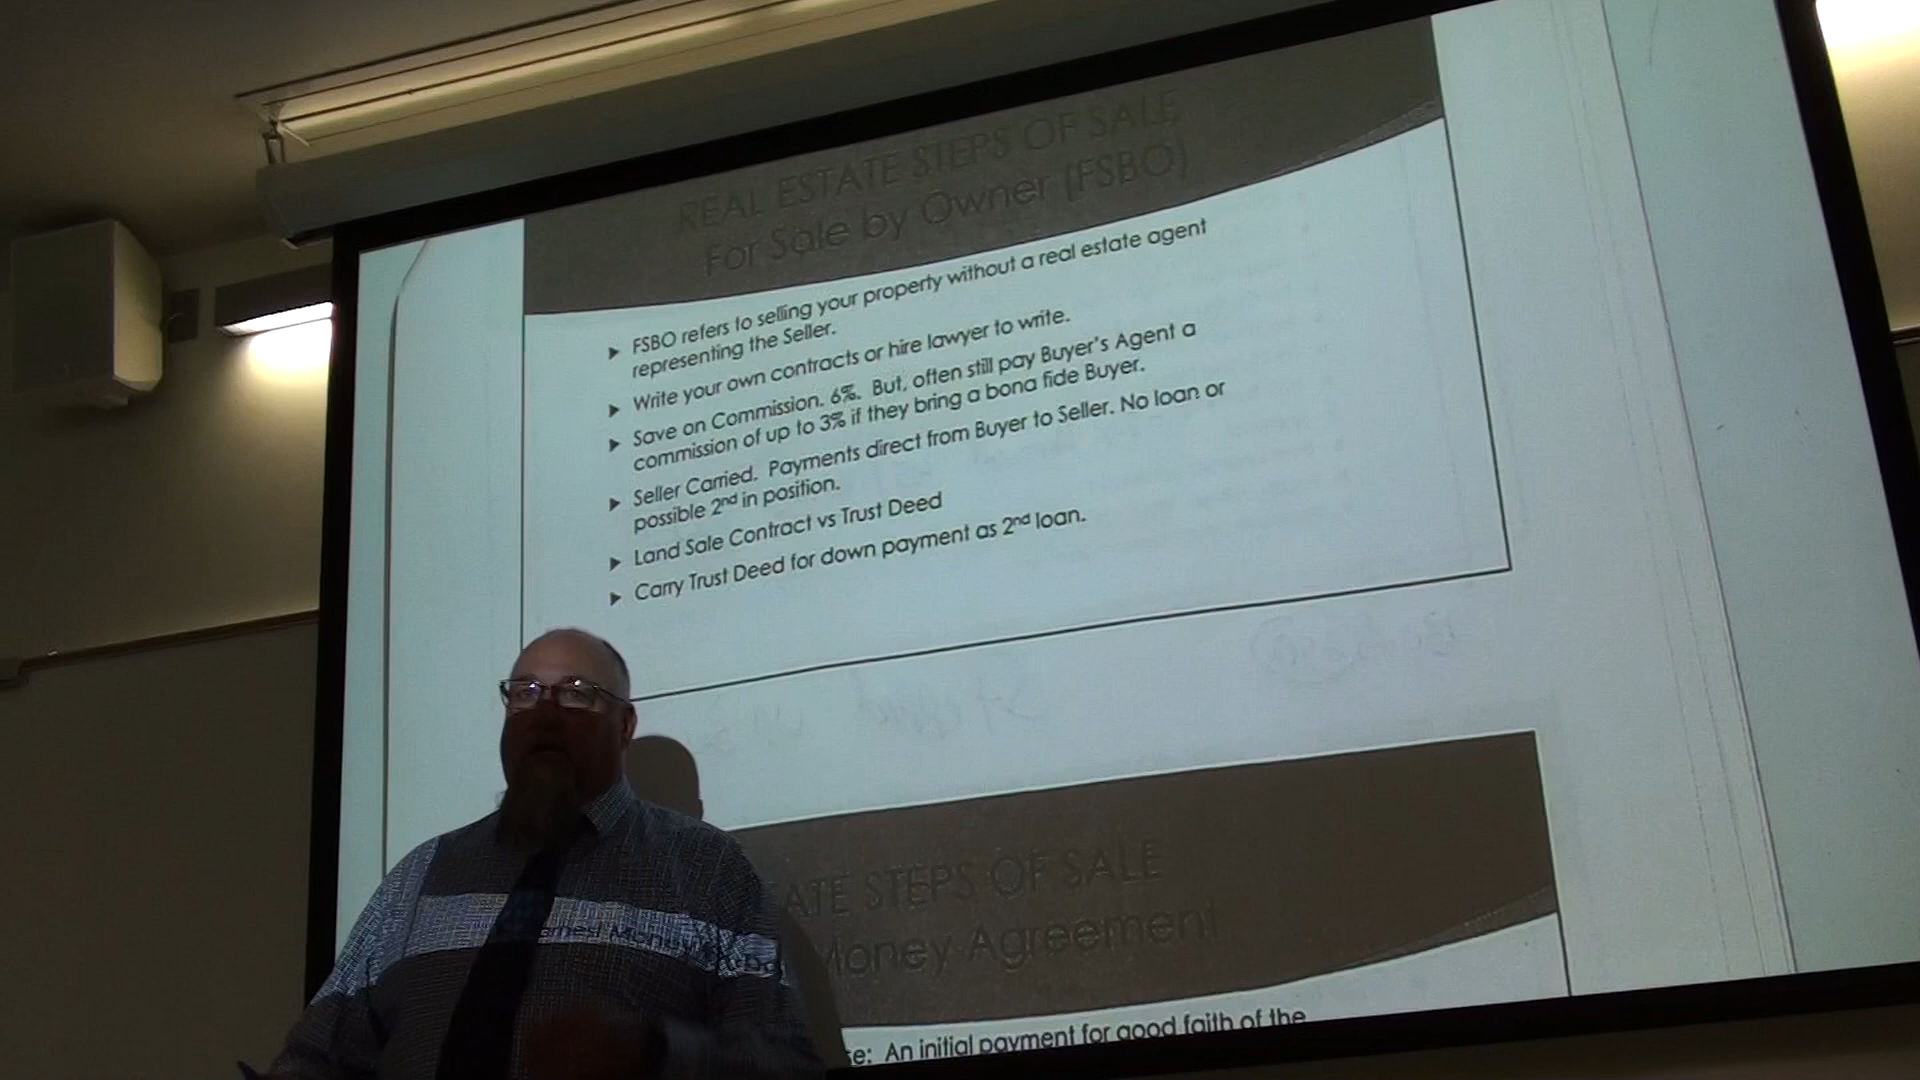 REAL ESTATE STEPS OF SALE
For Sale by Owner (FSBO)
FSBO refers to selling your property without a real estate agent
representing the Seller.
Write your own contracts or hire lawyer to write.
Save on Commission. 6%. But, often still pay Buyer's Agent a
commission of up to 3% if they bring a bona fide Buyer.
Seller Carried. Payments direct from Buyer to Seller. No loan or
possible 2nd in position.
Land Sale Contract vs Trust Deed
Carry Trust Deed for down payment as 2nd loan.
ATE STEPS OF SALE
Money Agreement
se: An initial payment for good faith of the